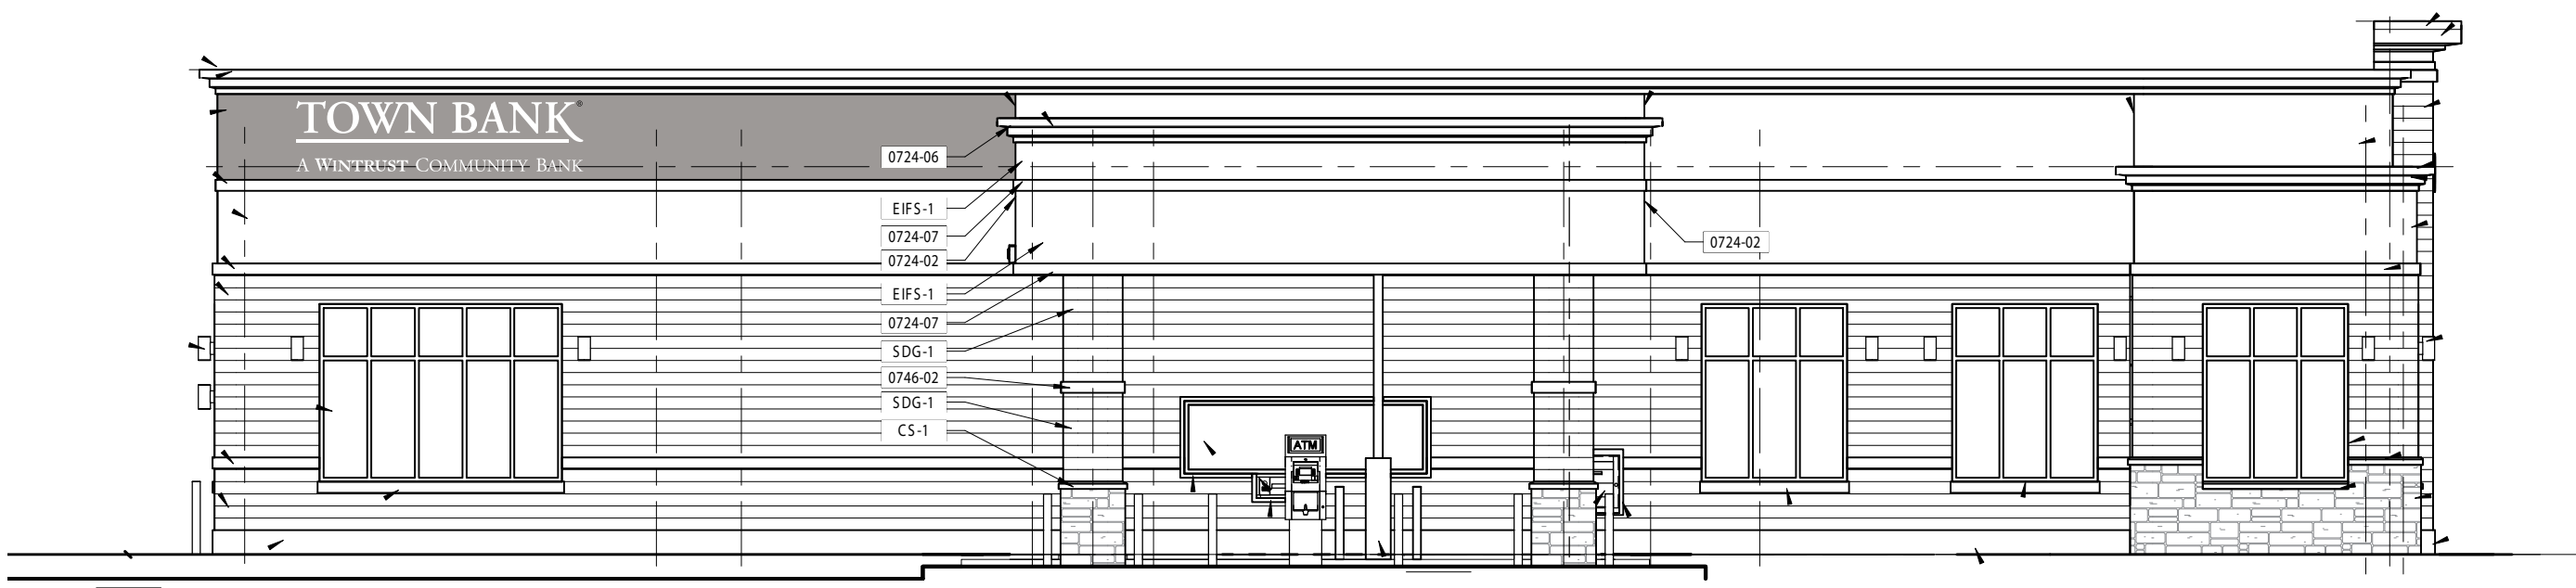 TOWN BANK®
A WINTRUST COMMUNITY BANK
0724-06
EIFS-1
0724-07
0724-02
0724-02
EIFS-1
0724-07
SDG-1
0746-02
SDG-1
CS-1
ATM